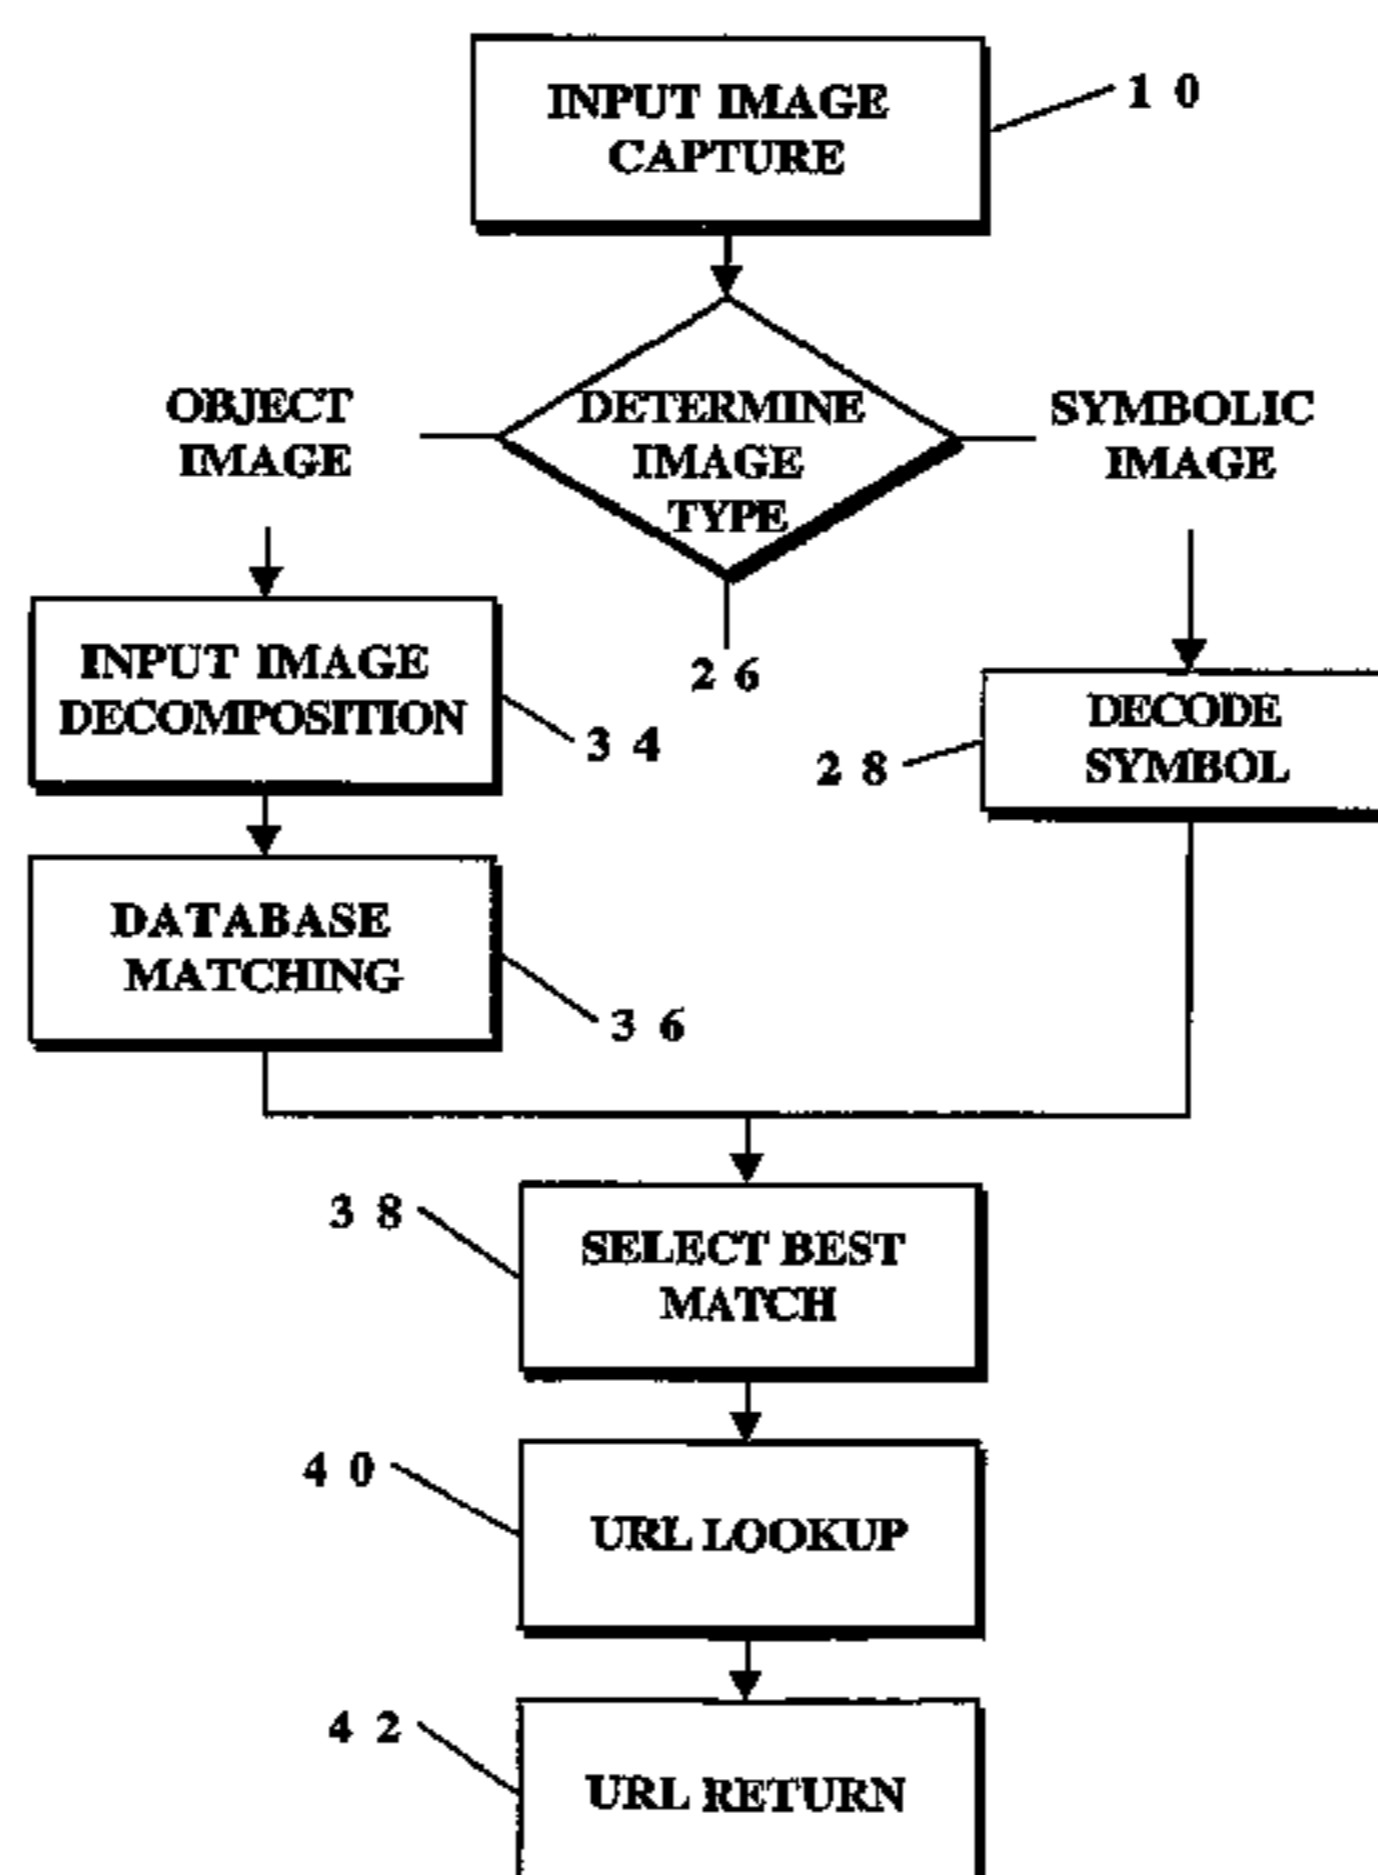 INPUT IMAGE
CAPTURE
1 0
OBJECT
IMAGE
DETERMINE
IMAGE
TYPE
SYMBOLIC
IMAGE
2 6
INPUT IMAGE
DECOMPOSITION
3 4
DECODE
SYMBOL
2 8
DATABASE
MATCHING
3 6
3 8
SELECT BEST
MATCH
4 0
URL LOOKUP
4 2
URL RETURN